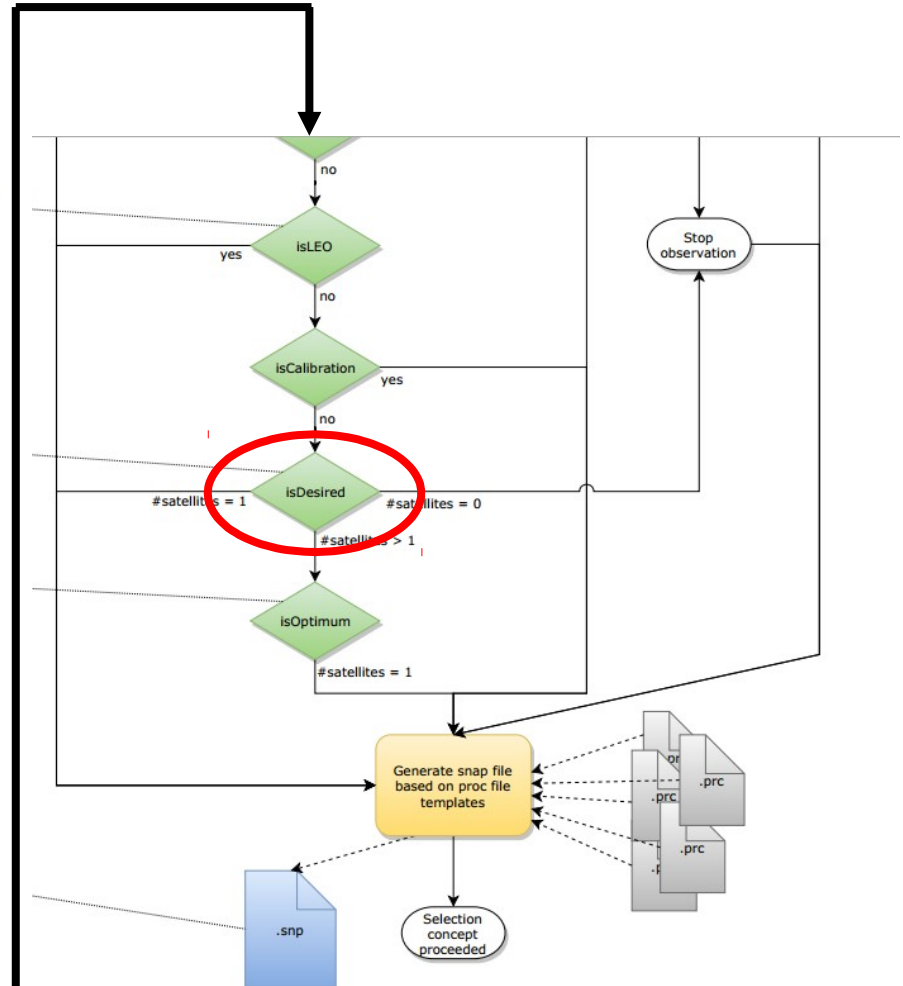 no
isLEO
yes
Stop
observation
no
isCalibration
yes
no
isDesired
#satellites = 1
#satellites = 0
#satellites > 1
isOptimum
#satellites = 1
Generate snap file
based on proc file
templates
.prc
.prc
.prc
.snp
Selection
concept
proceeded